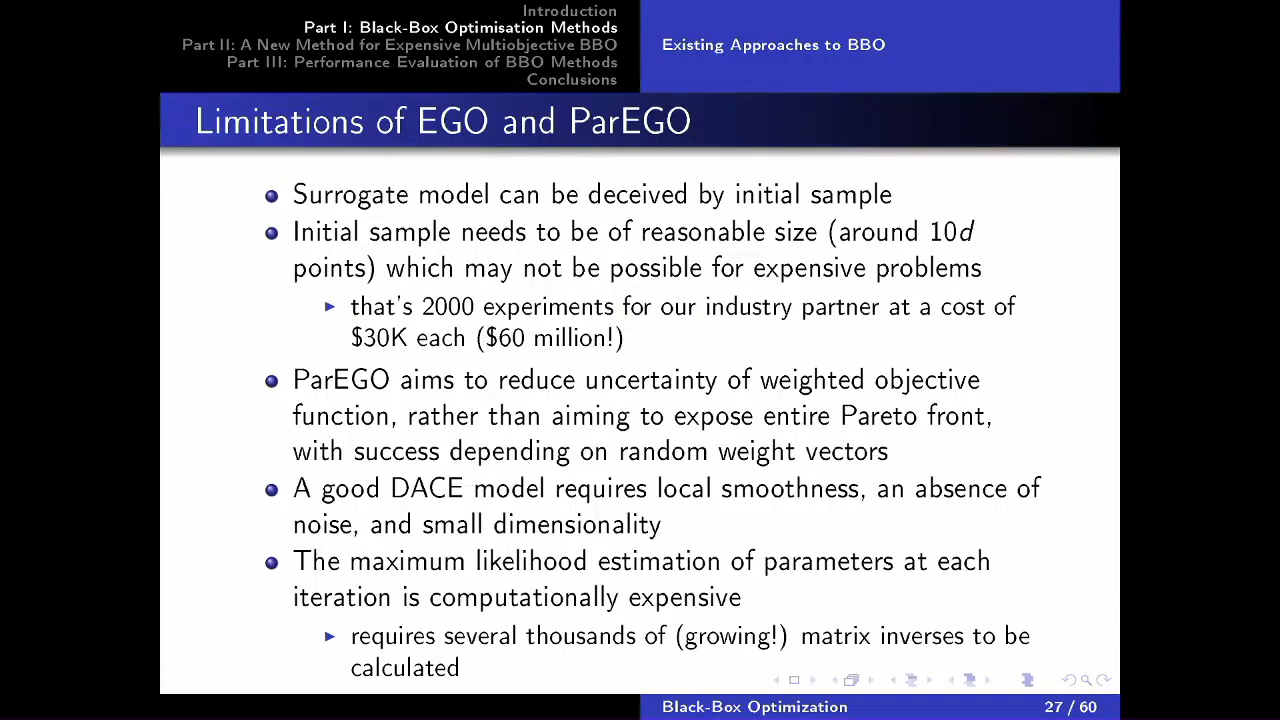 Introduction
Part I: Black-Box Optimisation Methods
Part II: A New Method for Expensive Multiobjective BBO
Part III: Performance Evaluation of BBO Methods
Conclusions
Existing Approaches to BBO
Limitations of EGO and ParEGO
Surrogate model can be deceived by initial sample
Initial sample needs to be of reasonable size (around 10d
points) which may not be possible for expensive problems
that's 2000 experiments for our industry partner at a cost of
$30K each ($60 million!)
ParEGO aims to reduce uncertainty of weighted objective
function, rather than aiming to expose entire Pareto front,
with success depending on random weight vectors
A good DACE model requires local smoothness, an absence of
noise, and small dimensionality
The maximum likelihood estimation of parameters at each
iteration is computationally expensive
requires several thousands of (growing!) matrix inverses to be
calculated
Black-Box Optimization
27 / 60